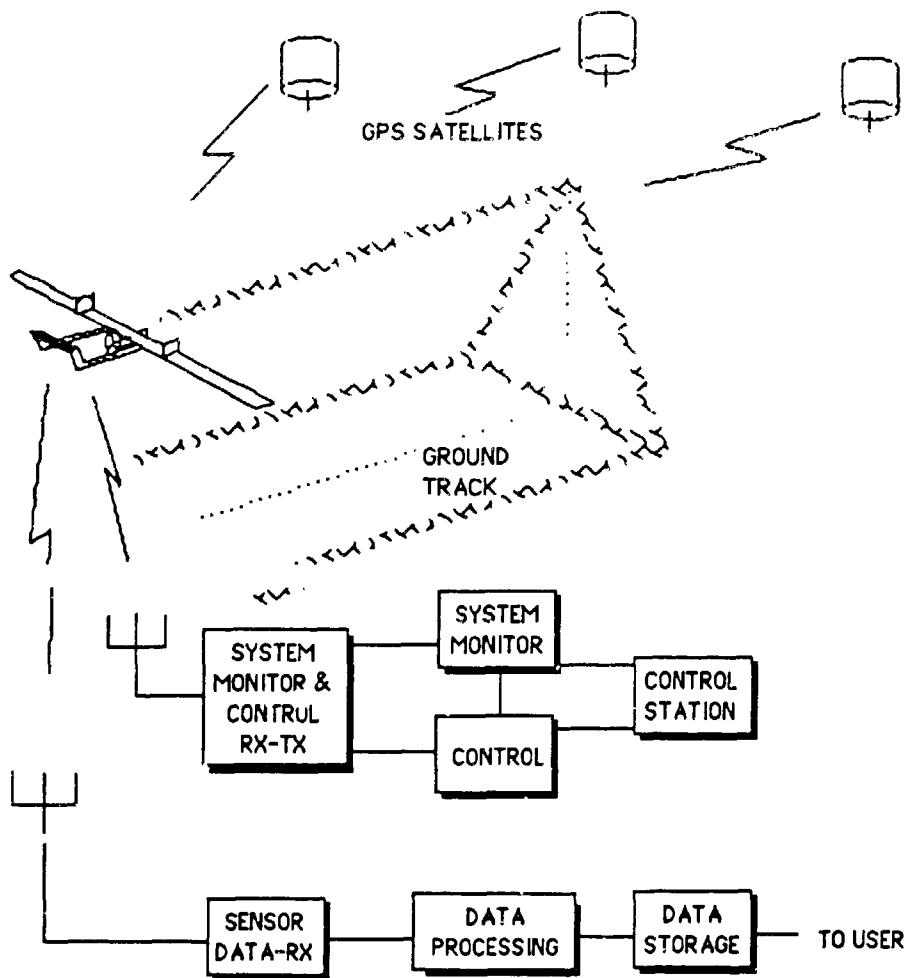 GPS SATELLITES
GROUND
TRACK
SYSTEM
MONITOR &
CONTROL
RX-TX
SYSTEM
MONITOR
CONTROL
CONTROL
STATION
SENSOR
DATA-RX
DATA
PROCESSING
DATA
STORAGE
TO USER